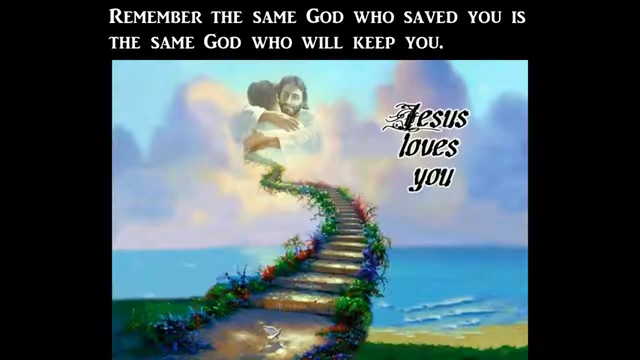 Remember the same God who saved you is
the same God who will keep you.
Jesus
loves
you